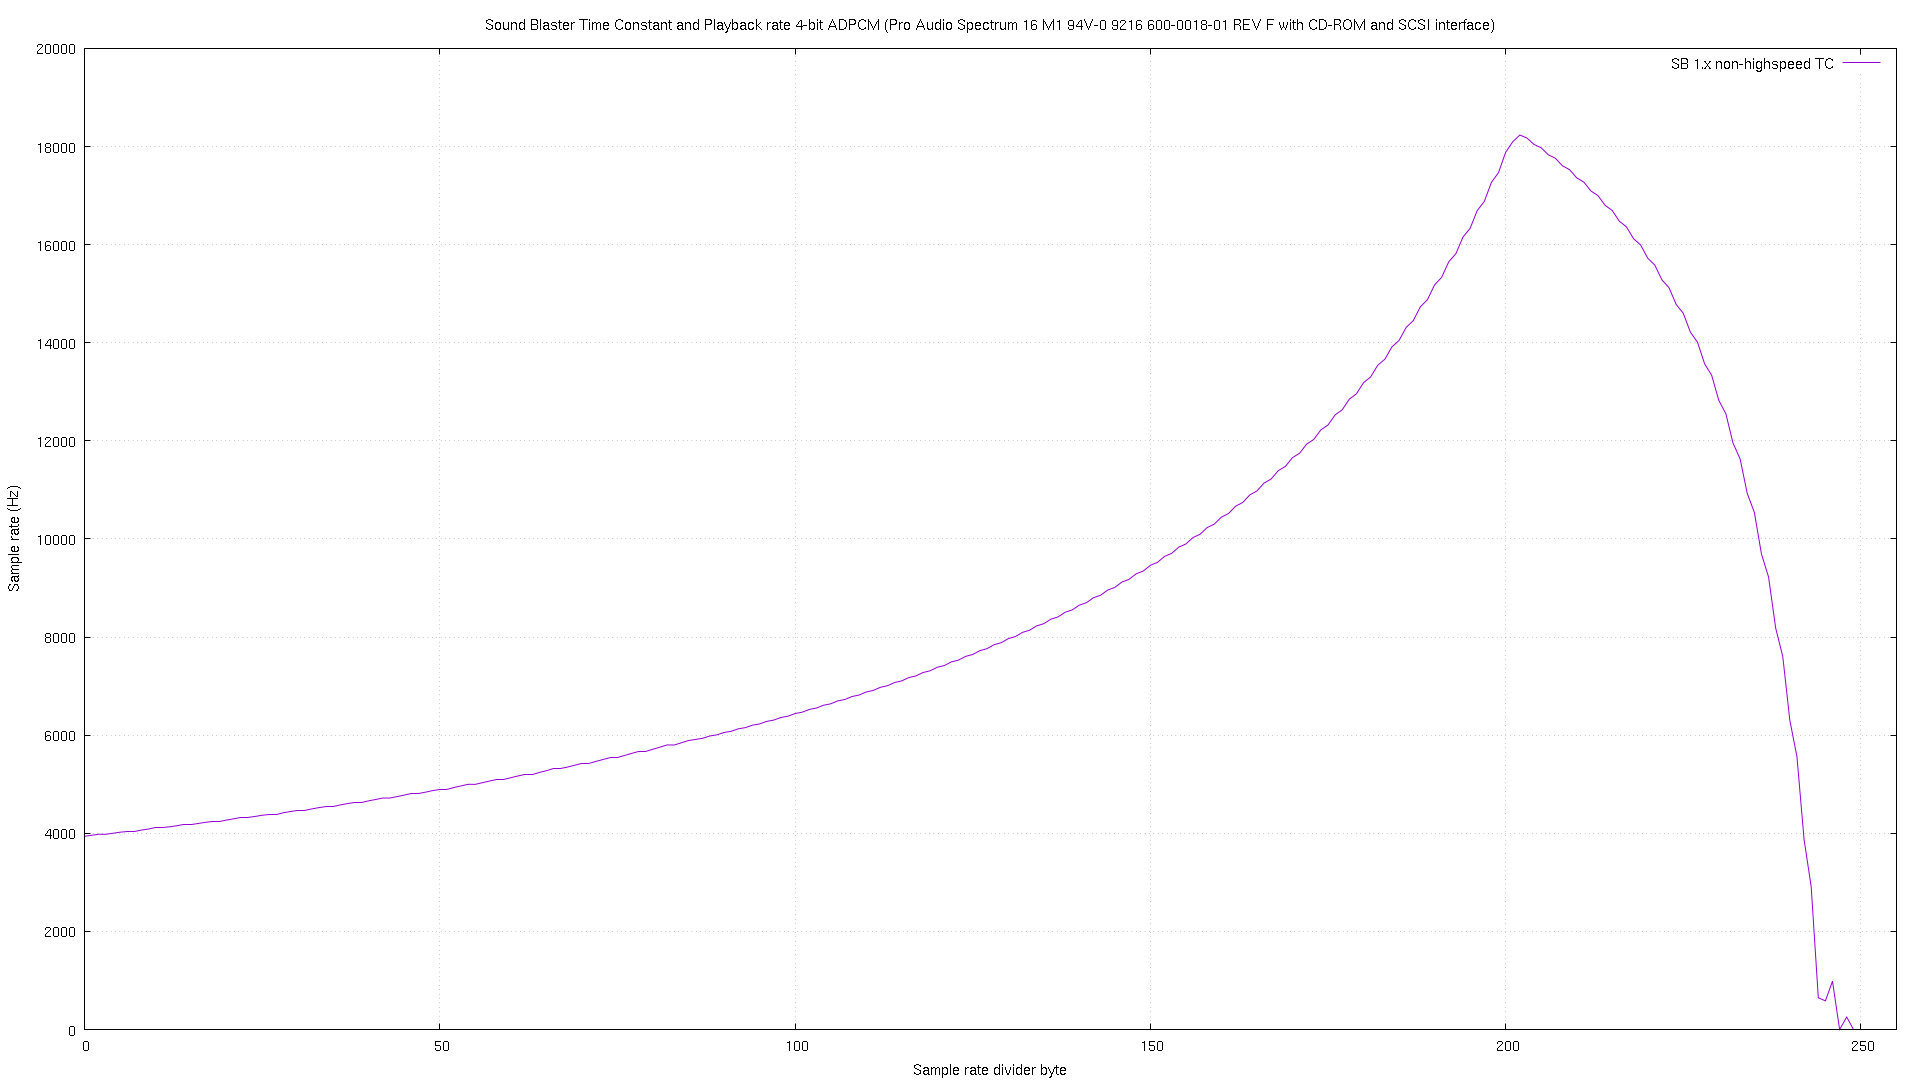 Sound Blaster Time Constant and Playback rate 4-bit ADPCM (Pro Audio Spectrum 16 M1 94V-0 9216 600-0018-01 REV F with CD-ROM and SCSI interface)
SB 1.x non-highspeed TC
20000
18000
16000
14000
12000
10000
8000
6000
4000
2000
0
Sample rate (Hz)
0 50 100 150 200 250
Sample rate divider byte